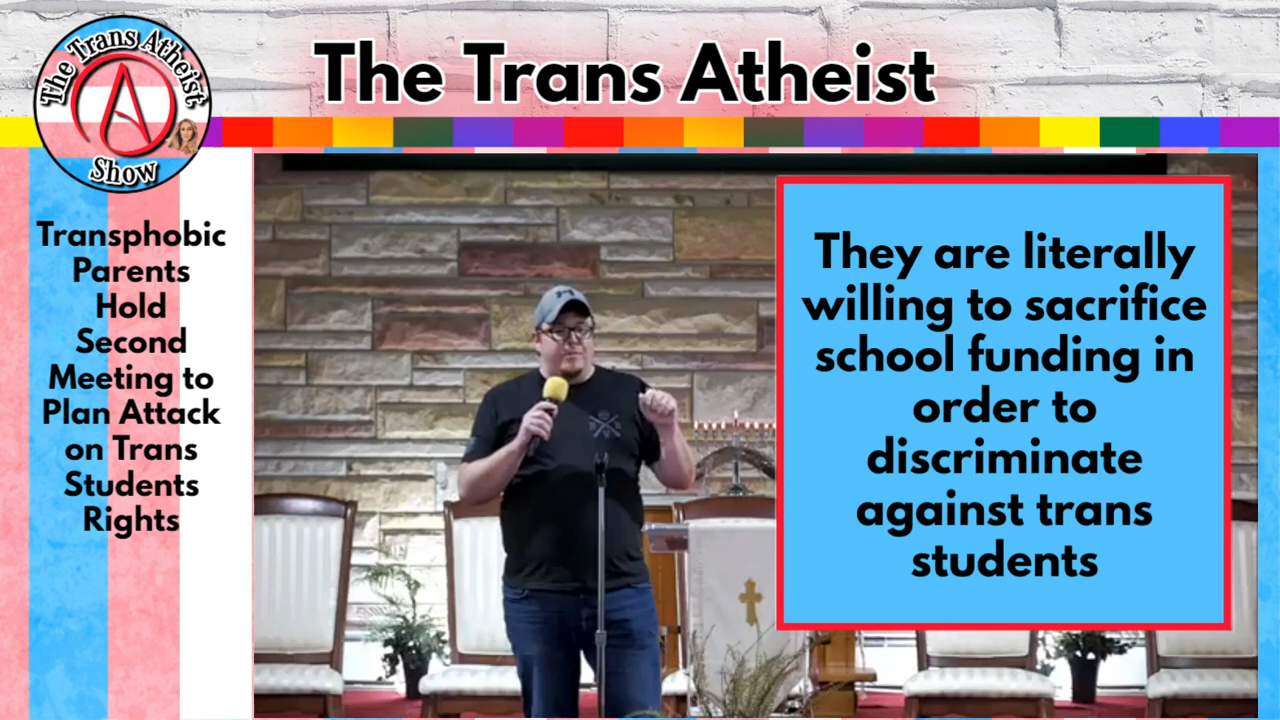 The Trans Atheist
Show
The Trans Atheist
Transphobic
Parents
Hold
Second
Meeting to
Plan Attack
on Trans
Students
Rights
They are literally
willing to sacrifice
school funding in
order to
discriminate
against trans
students